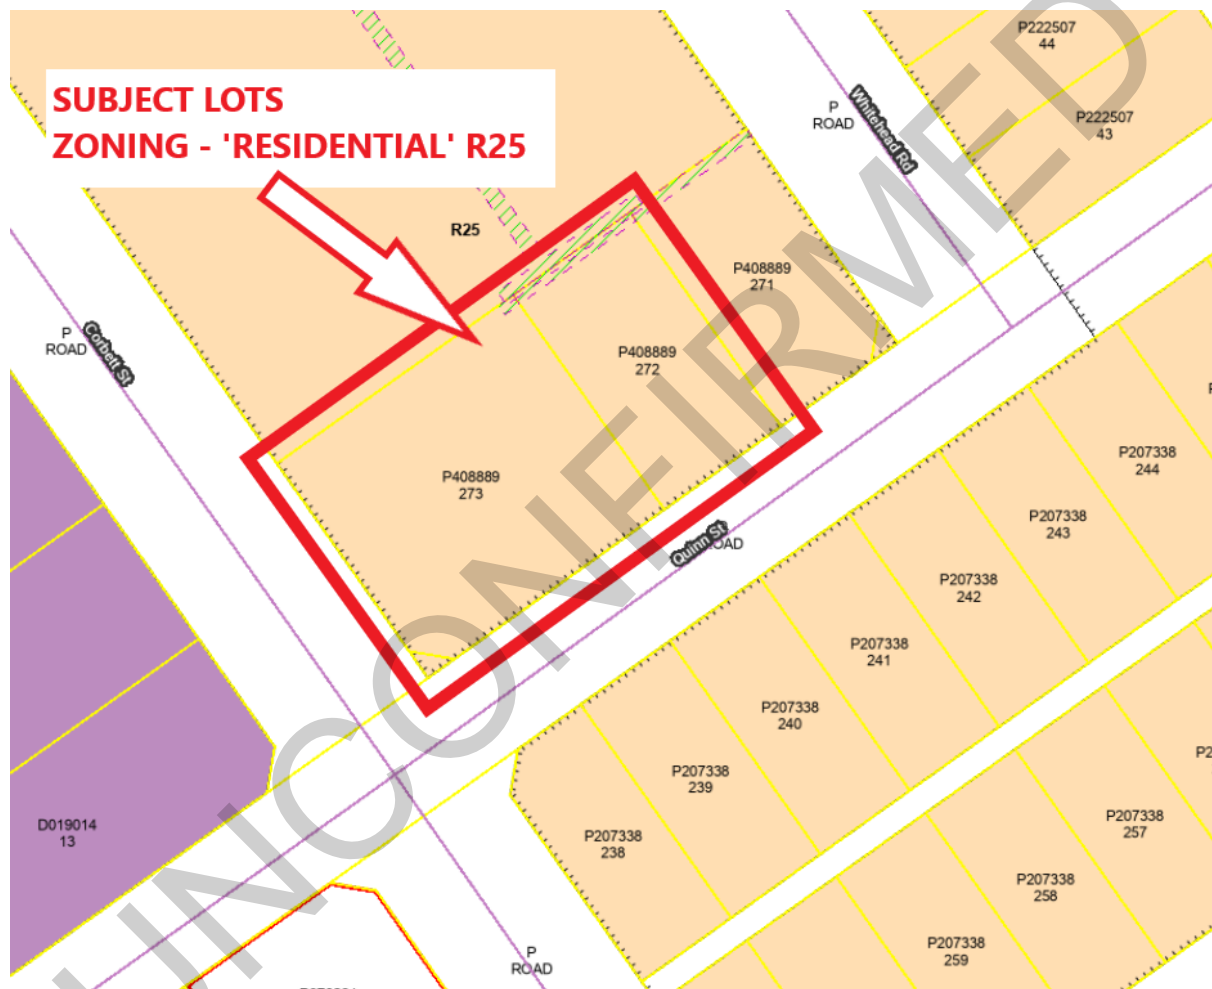 P222507
44
P222507
43
SUBJECT LOTS
ZONING - 'RESIDENTIAL' R25
P
ROAD
Whitehead Rd
R25
P408889
271
P
ROAD
Corbett St
P408889
272
P408889
273
Quinn St
P207338
244
P207338
243
P207338
242
P207338
241
P207338
240
P207338
239
P207338
238
D019014
13
P207338
257
P207338
258
P207338
259
P
ROAD
UNCONFIRMED